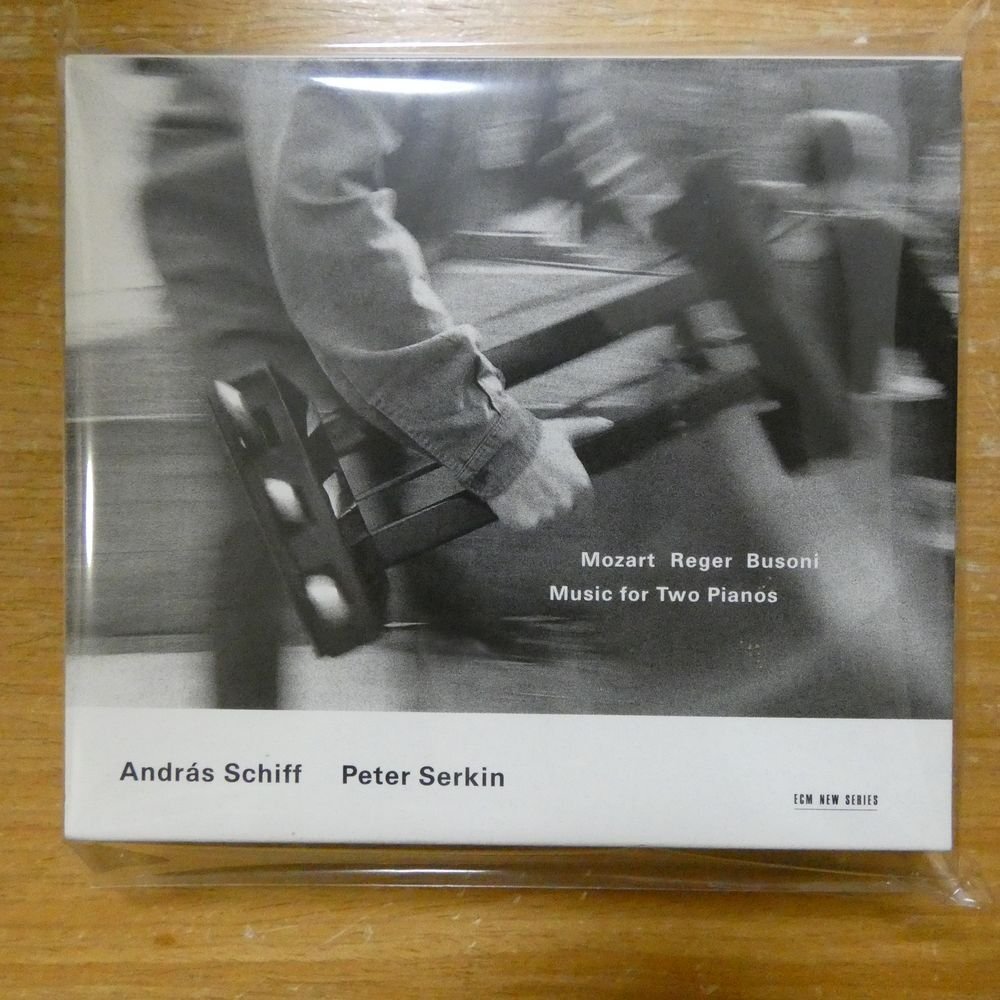 Mozart Reger Busoni
Music for Two Pianos
András Schiff Peter Serkin
ECM NEW SERIES